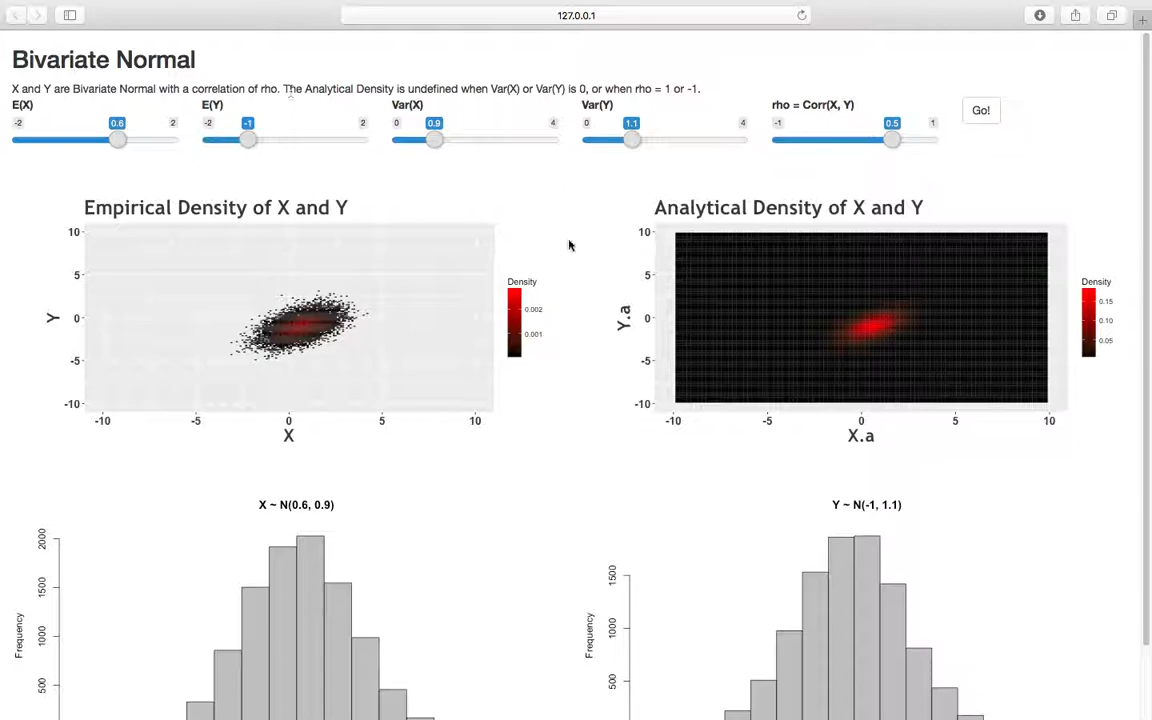 127.0.0.1
Bivariate Normal
X and Y are Bivariate Normal with a correlation of rho. The Analytical Density is undefined when Var(X) or Var(Y) is 0, or when rho = 1 or -1.
E(X) E(Y) Var(X) Var(Y) rho = Corr(X, Y) Go!
-2 0.6 2 -2 -1 2 0 0.9 4 0 1.1 4 -1 0.5 1
Empirical Density of X and Y
10
5
0
-5
-10
Y
-10 -5 0 5 10
X
Density
0.002
0.001
Analytical Density of X and Y
10
5
0
-5
-10
Y.a
-10 -5 0 5 10
X.a
Density
0.15
0.10
0.05
X ~ N(0.6, 0.9)
2000
1500
1000
500
Frequency
Y ~ N(-1, 1.1)
1500
1000
500
Frequency